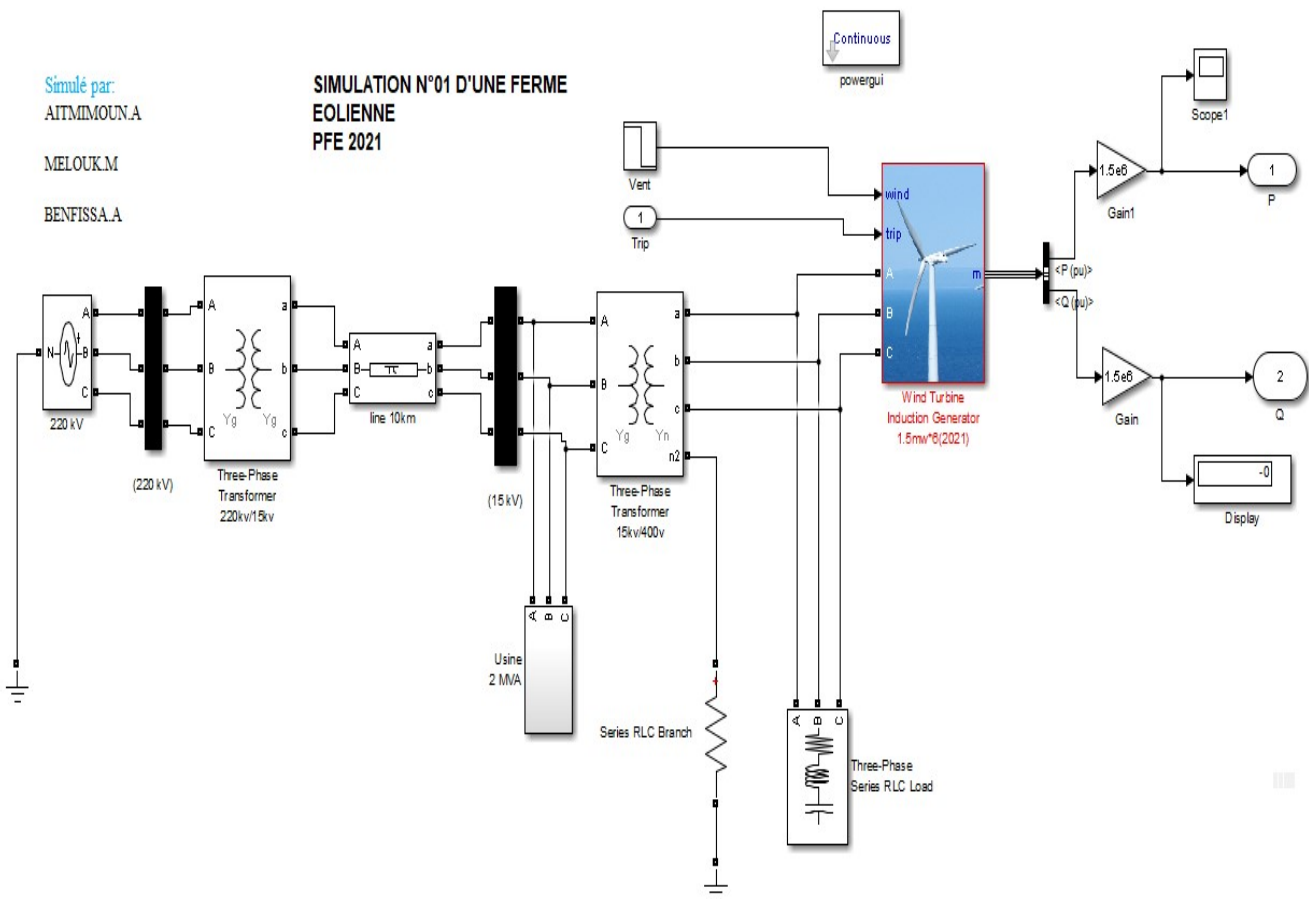 Continuous
powergui
Simulé par:
AITMIMOUN.A
MELOUK.M
BENFISSA.A
SIMULATION N°01 D'UNE FERME
EOLIENNE
PFE 2021
Scope1
Vent
1
Trip
wind
trip
A
B
C
m
<P (pu)>
<Q (pu)>
1.5e6
Gain1
1
P
1.5e6
Gain
2
Q
-0
Display
Wind Turbine
Induction Generator
1.5mw*6(2021)
N
A
B
C
220 kV
(220 kV)
A
B
C
a
b
c
Yg
Yg
Three-Phase
Transformer
220kv/15kv
A
B
C
a
b
c
line 10km
(15 kV)
A
B
C
a
b
c
n2
Yg
Yn
Three-Phase
Transformer
15kv/400v
A
B
C
Usine
2 MVA
+
Series RLC Branch
A
B
C
Three-Phase
Series RLC Load